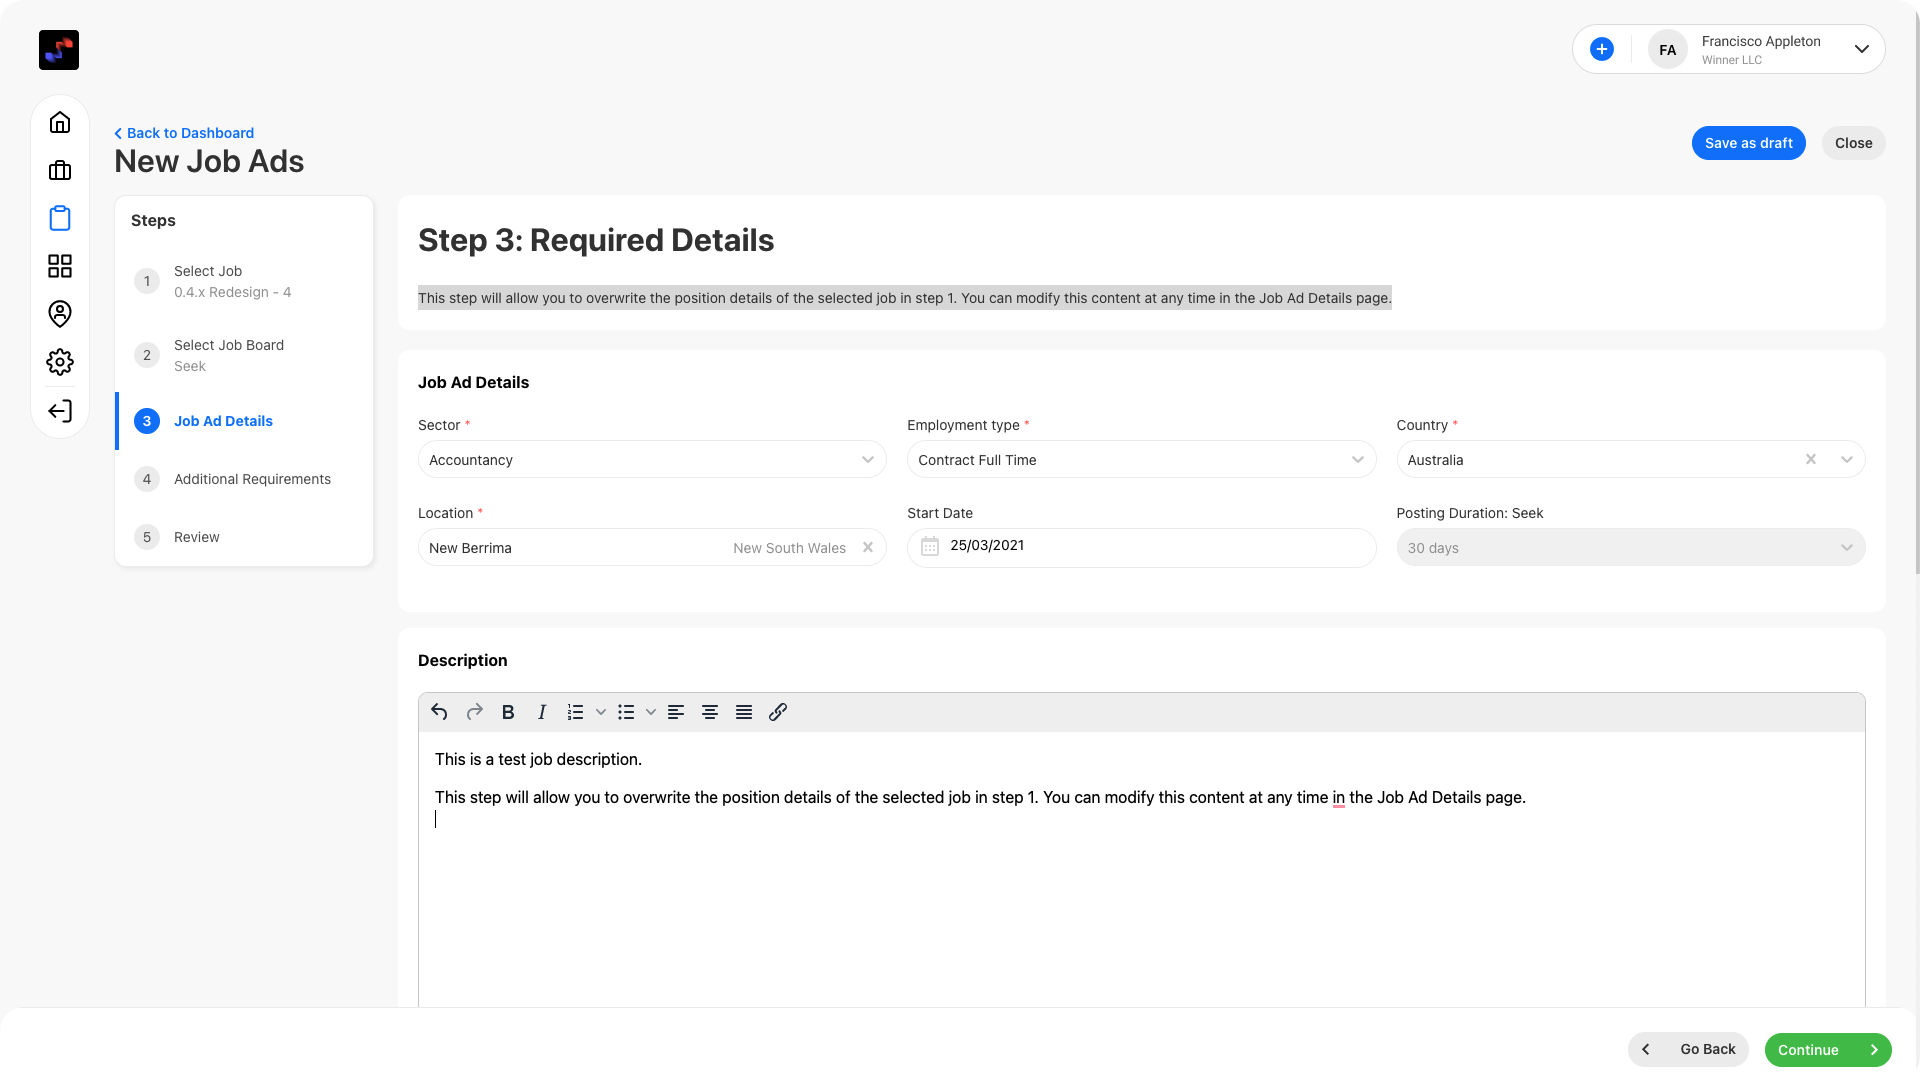 FA
Francisco Appleton
Winner LLC
Back to Dashboard
New Job Ads
Save as draft
Close
Steps
1
Select Job
0.4.x Redesign - 4
2
Select Job Board
Seek
3
Job Ad Details
4
Additional Requirements
5
Review
Step 3: Required Details
This step will allow you to overwrite the position details of the selected job in step 1. You can modify this content at any time in the Job Ad Details page.
Job Ad Details
Sector *
Employment type *
Country *
Accountancy
Contract Full Time
Australia
Location *
Start Date
Posting Duration: Seek
New Berrima New South Wales
25/03/2021
30 days
Description
This is a test job description.
This step will allow you to overwrite the position details of the selected job in step 1. You can modify this content at any time in the Job Ad Details page.
Go Back
Continue